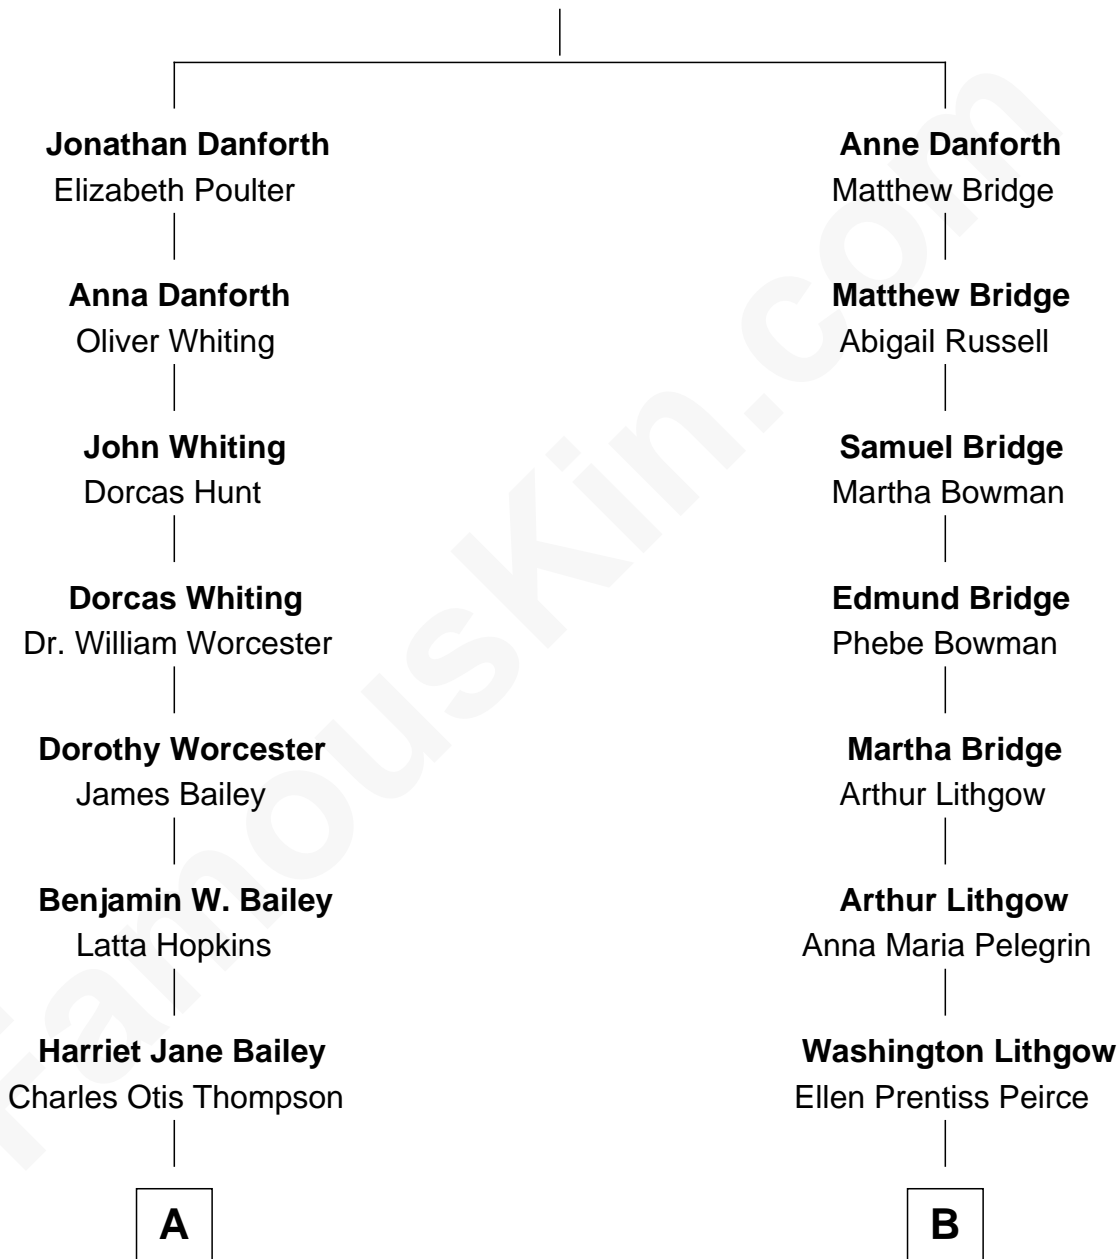 Jonathan Danforth
Elizabeth Poulter
Anna Danforth
Oliver Whiting
John Whiting
Dorcas Hunt
Dorcas Whiting
Dr. William Worcester
Dorothy Worcester
James Bailey
Benjamin W. Bailey
Latta Hopkins
Harriet Jane Bailey
Charles Otis Thompson
A
Anne Danforth
Matthew Bridge
Matthew Bridge
Abigail Russell
Samuel Bridge
Martha Bowman
Edmund Bridge
Phebe Bowman
Martha Bridge
Arthur Lithgow
Arthur Lithgow
Anna Maria Pelegrin
Washington Lithgow
Ellen Prentiss Peirce
B
FamousKin.com